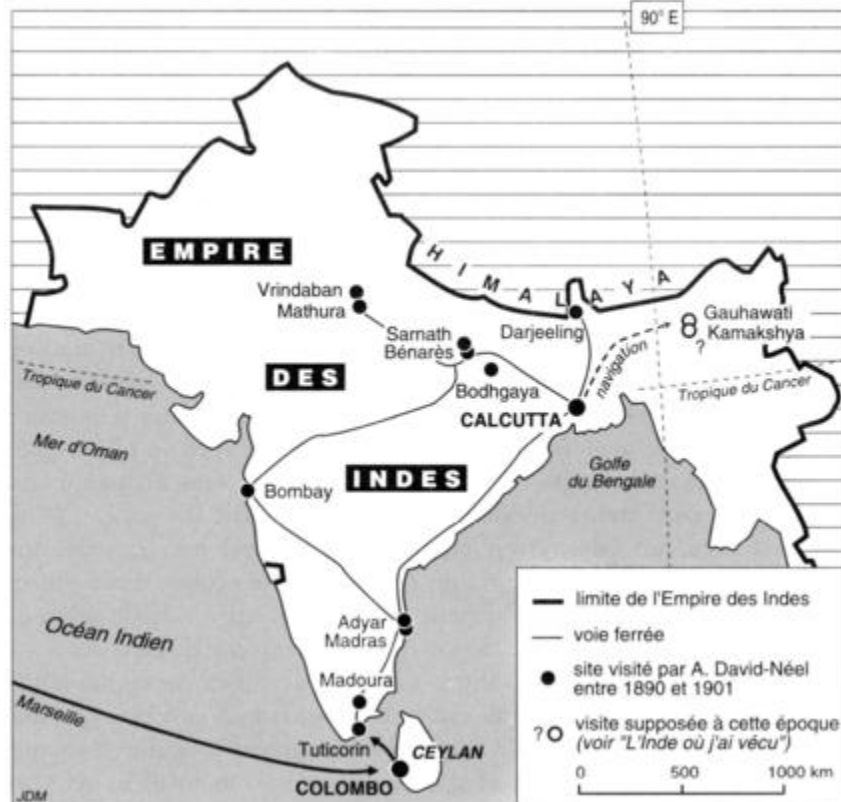 90° E
HIMALAYA
EMPIRE
Vrindaban
Mathura
Gauhawati
Kamakshya
?
Darjeeling
Sarnath
Bénarès
navigation
Tropique du Cancer
DES
Bodhgaya
Tropique du Cancer
CALCUTTA
Mer d'Oman
Golfe
du Bengale
INDES
Bombay
limite de l'Empire des Indes
Océan Indien
Adyar
Madras
voie ferrée
site visité par A. David-Néel
entre 1890 et 1901
Madoura
Marseille
? visite supposée à cette époque
(voir "L'Inde où j'ai vécu")
Tuticorin
CEYLAN
COLOMBO
0 500 1000 km
JDM